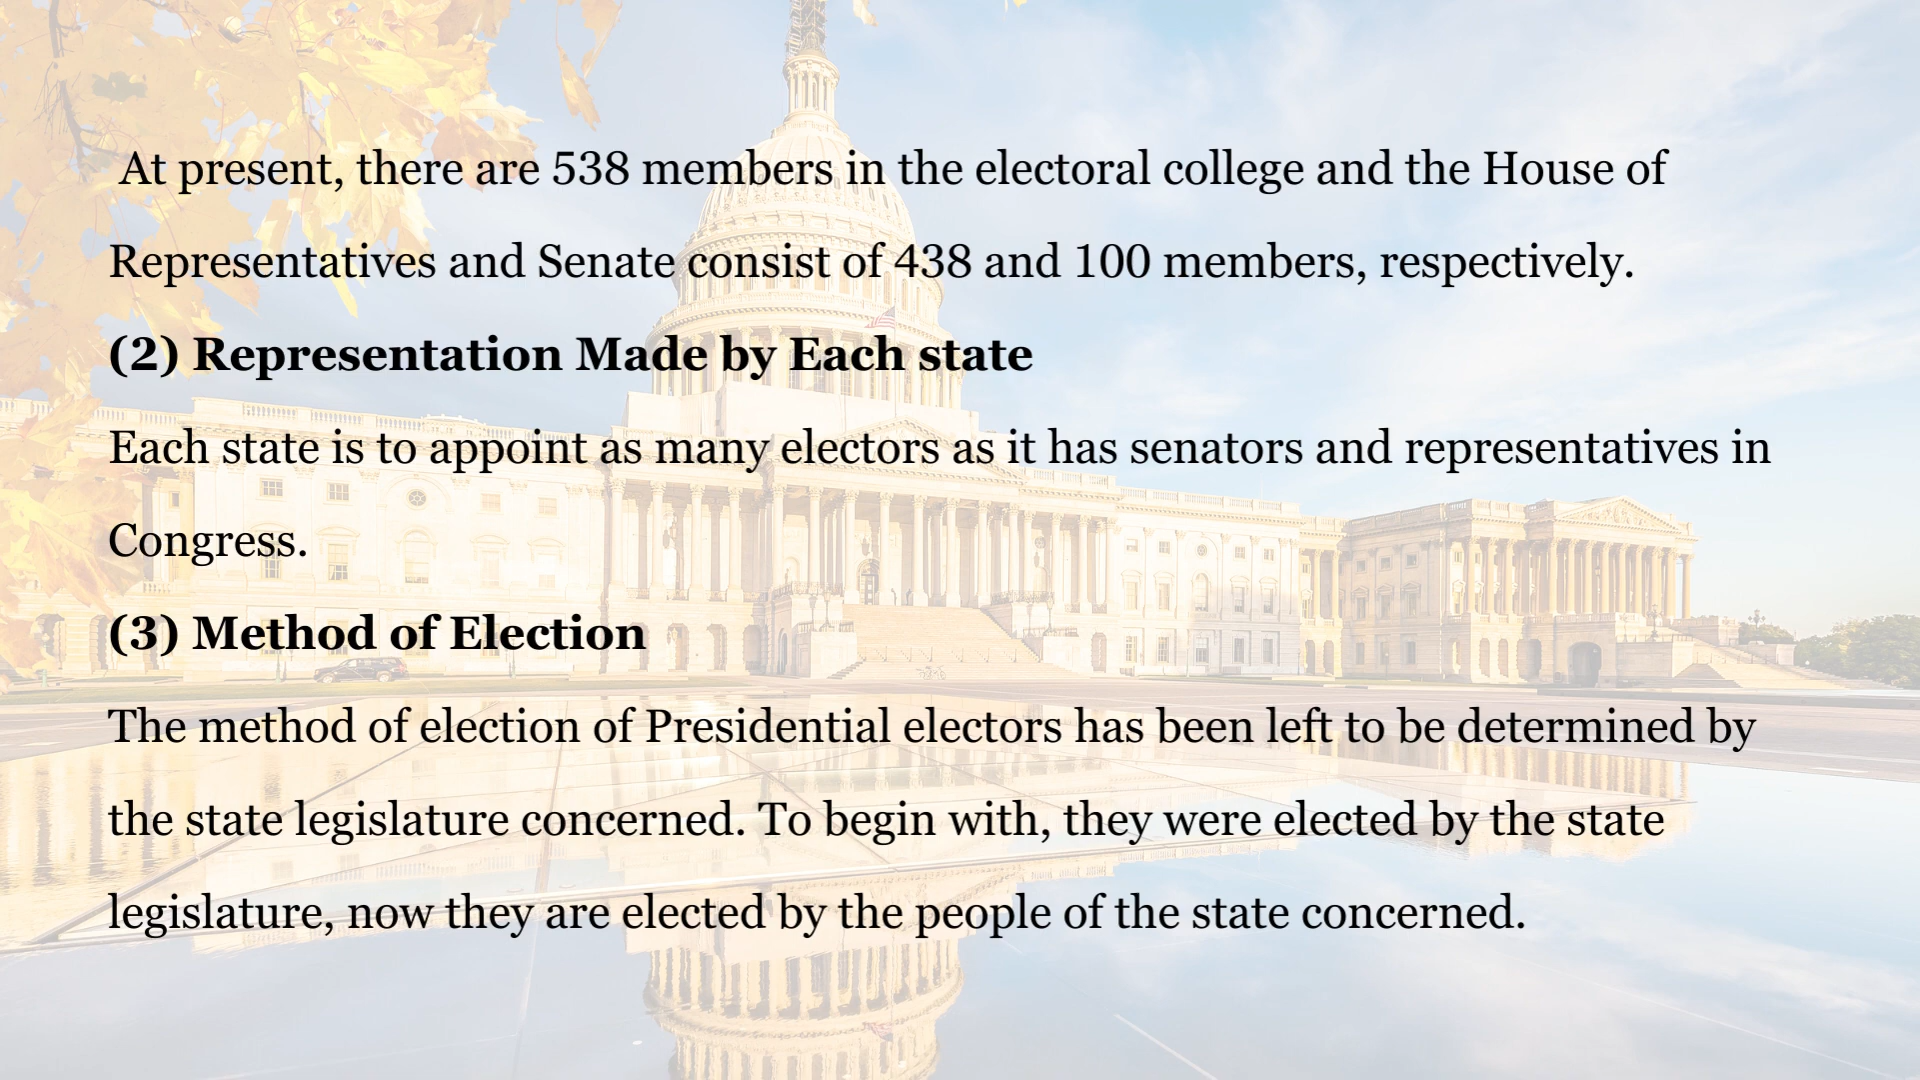 At present, there are 538 members in the electoral college and the House of
Representatives and Senate consist of 438 and 100 members, respectively.
(2) Representation Made by Each state
Each state is to appoint as many electors as it has senators and representatives in
Congress.
(3) Method of Election
The method of election of Presidential electors has been left to be determined by
the state legislature concerned. To begin with, they were elected by the state
legislature, now they are elected by the people of the state concerned.